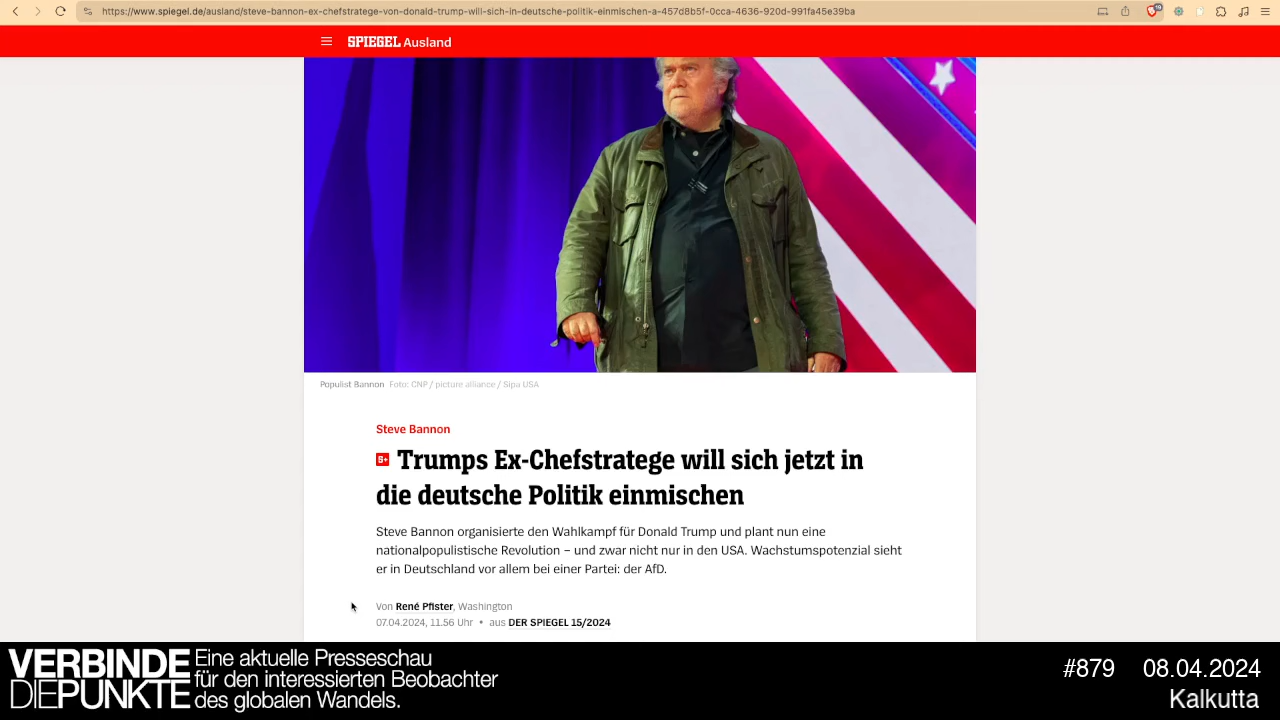 https://www.spiegel.de/ausland/steve-bannon-ex-chefstratege-von-donald-trump-will-sich-in-deutsche-politik-einmischen-a-457d8b5f-0cca-4636-920d-991fa45e39ba
SPIEGEL Ausland
Populist Bannon Foto: CNP / picture alliance / Sipa USA
Steve Bannon
S+ Trumps Ex-Chefstratege will sich jetzt in
die deutsche Politik einmischen
Steve Bannon organisierte den Wahlkampf für Donald Trump und plant nun eine
nationalpopulistische Revolution – und zwar nicht nur in den USA. Wachstumspotenzial sieht
er in Deutschland vor allem bei einer Partei: der AfD.
Von René Pfister, Washington
07.04.2024, 11.56 Uhr • aus DER SPIEGEL 15/2024
VERBINDE
DIEPUNKTE
Eine aktuelle Presseschau
für den interessierten Beobachter
des globalen Wandels.
#879 08.04.2024
Kalkutta